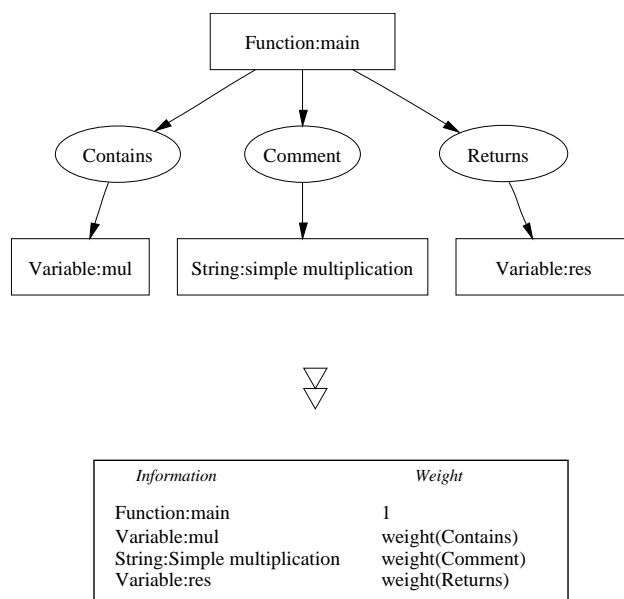 Function:main
Contains
Comment
Returns
Variable:mul
String:simple multiplication
Variable:res
Information Weight
Function:main 1
Variable:mul weight(Contains)
String:Simple multiplication weight(Comment)
Variable:res weight(Returns)